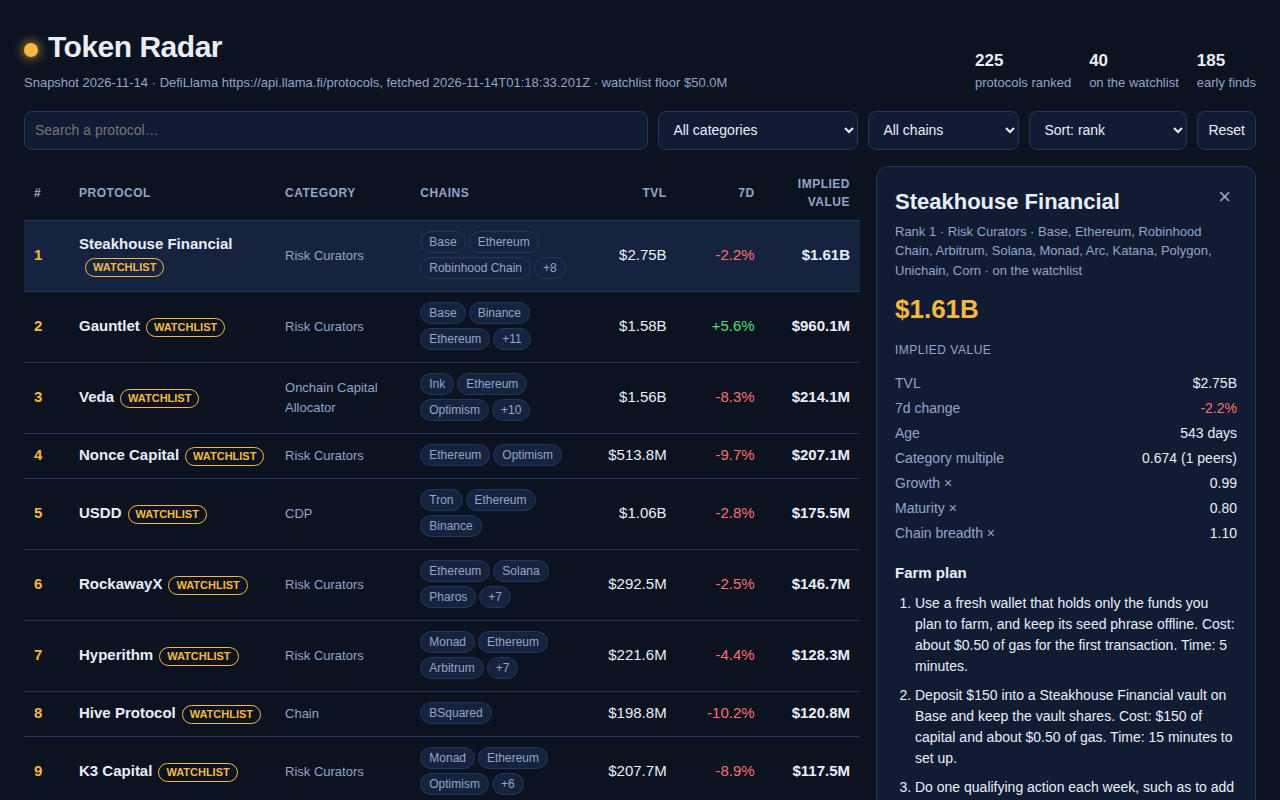 Token Radar
Snapshot 2026-11-14 · DefiLlama https://api.llama.fi/protocols, fetched 2026-11-14T01:18:33.201Z · watchlist floor $50.0M
225 40 185
protocols ranked on the watchlist early finds
Search a protocol… All categories All chains Sort: rank Reset
# PROTOCOL CATEGORY CHAINS TVL 7D IMPLIED VALUE
1 Steakhouse Financial WATCHLIST Risk Curators Base Ethereum Robinhood Chain +8 $2.75B -2.2% $1.61B
2 Gauntlet WATCHLIST Risk Curators Base Binance Ethereum +11 $1.58B +5.6% $960.1M
3 Veda WATCHLIST Onchain Capital Allocator Ink Ethereum Optimism +10 $1.56B -8.3% $214.1M
4 Nonce Capital WATCHLIST Risk Curators Ethereum Optimism $513.8M -9.7% $207.1M
5 USDD WATCHLIST CDP Tron Ethereum Binance $1.06B -2.8% $175.5M
6 RockawayX WATCHLIST Risk Curators Ethereum Solana Pharos +7 $292.5M -2.5% $146.7M
7 Hyperithm WATCHLIST Risk Curators Monad Ethereum Arbitrum +7 $221.6M -4.4% $128.3M
8 Hive Protocol WATCHLIST Chain BSquared $198.8M -10.2% $120.8M
9 K3 Capital WATCHLIST Risk Curators Monad Ethereum Optimism +6 $207.7M -8.9% $117.5M
Steakhouse Financial ×
Rank 1 · Risk Curators · Base, Ethereum, Robinhood
Chain, Arbitrum, Solana, Monad, Arc, Katana, Polygon,
Unichain, Corn · on the watchlist
$1.61B
IMPLIED VALUE
TVL $2.75B
7d change -2.2%
Age 543 days
Category multiple 0.674 (1 peers)
Growth × 0.99
Maturity × 0.80
Chain breadth × 1.10
Farm plan
1. Use a fresh wallet that holds only the funds you
plan to farm, and keep its seed phrase offline. Cost:
about $0.50 of gas for the first transaction. Time: 5
minutes.
2. Deposit $150 into a Steakhouse Financial vault on
Base and keep the vault shares. Cost: $150 of
capital and about $0.50 of gas. Time: 15 minutes to
set up.
3. Do one qualifying action each week, such as to add